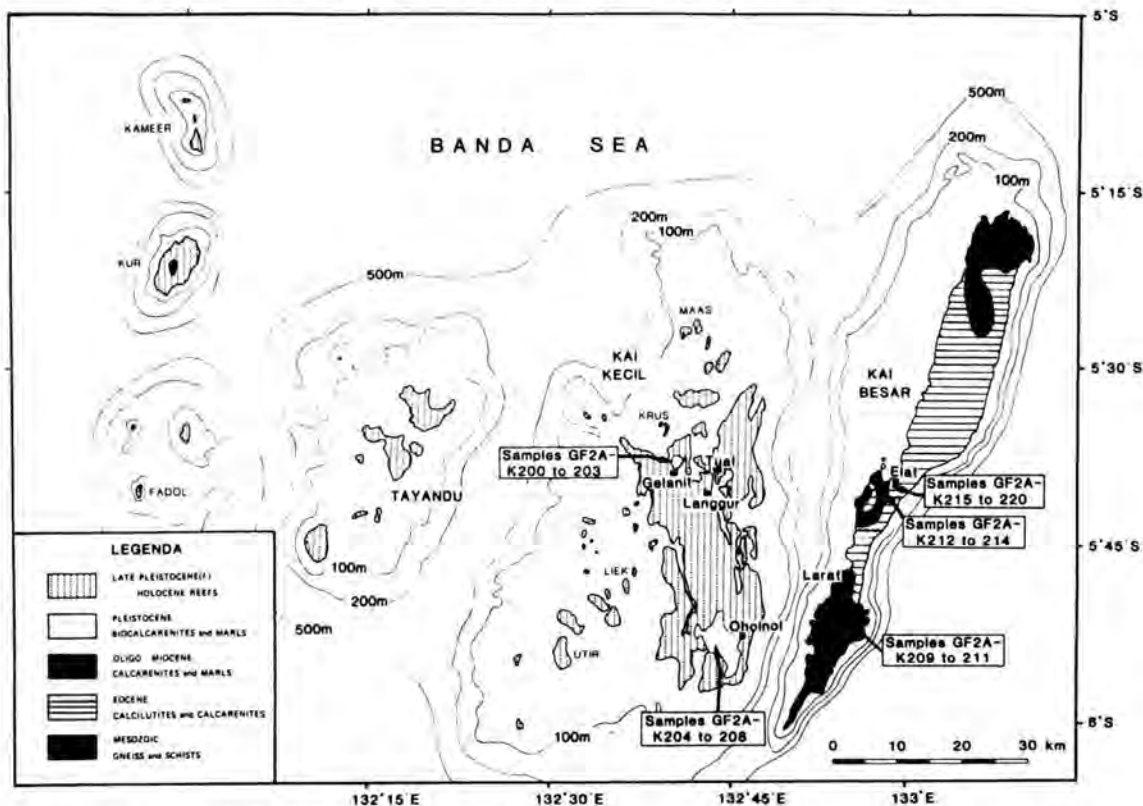 5°S
500m
KAMEER
BANDA SEA
200m
100m
5°15'S
200m
100m
KUR
500m
MAAS
KAI
KECIL
5°30'S
KAI
BESAR
KRUS
Samples GF2A-
K200 to 203
Tual
Elat
Gelanit
Samples GF2A-
K215 to 220
FADOL
TAYANDU
Langgur
Samples GF2A-
K212 to 214
5°45'S
LEGENDA
LATE PLEISTOCENE(?)
HOLOCENE REEFS
PLEISTOCENE
BIOCALCARENITES and MARLS
OLIGO MIOCENE
CALCARENITES and MARLS
EOCENE
CALCILUTITES and CALCARENITES
MESOZOIC
GNEISS and SCHISTS
100m
LIEK
Larat
200m
500m
Ohoinol
UTIR
Samples GF2A-
K209 to 211
Samples GF2A-
K204 to 208
100m
6°S
0 10 20 30 km
132°15'E
132°30'E
132°45'E
133°E